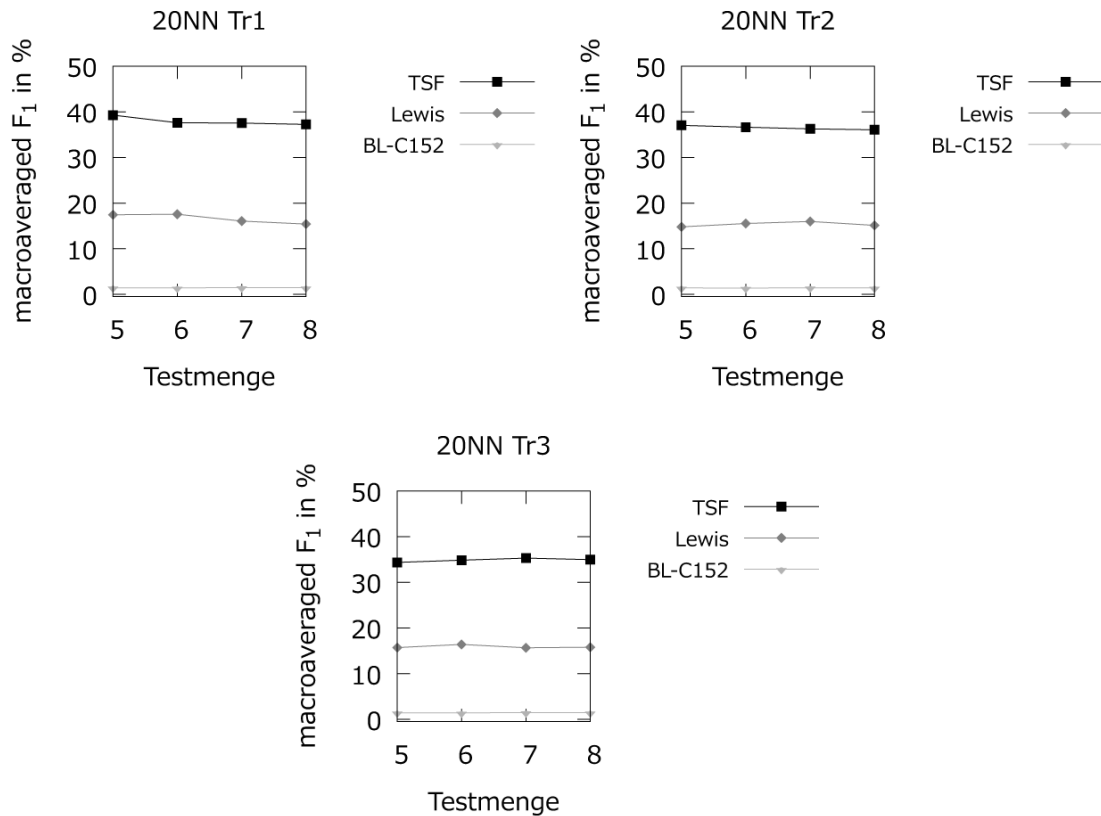 20NN Tr1
macroaveraged F₁ in %
50
40
30
20
10
0
5 6 7 8
Testmenge
TSF
Lewis
BL-C152
20NN Tr2
macroaveraged F₁ in %
50
40
30
20
10
0
5 6 7 8
Testmenge
TSF
Lewis
BL-C152
20NN Tr3
macroaveraged F₁ in %
50
40
30
20
10
0
5 6 7 8
Testmenge
TSF
Lewis
BL-C152